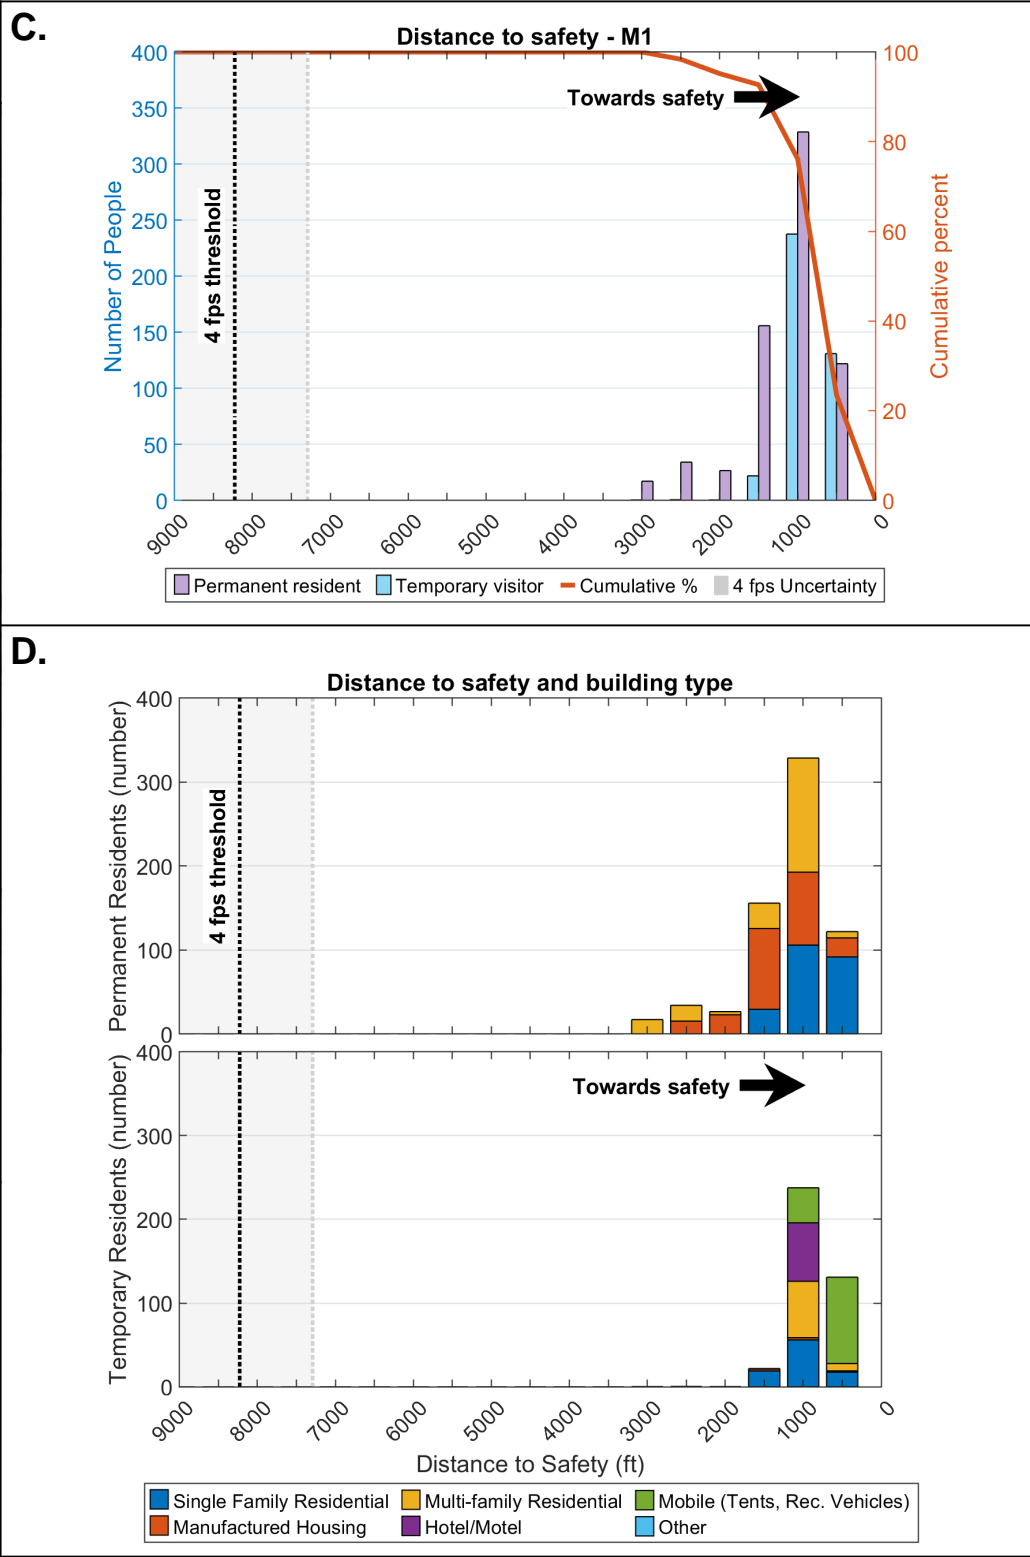 C.
Distance to safety - M1
400
350
300
250
200
150
100
50
0
Number of People
100
80
60
40
20
0
Cumulative percent
4 fps threshold
Towards safety
9000
8000
7000
6000
5000
4000
3000
2000
1000
0
Permanent resident
Temporary visitor
Cumulative %
4 fps Uncertainty
D.
Distance to safety and building type
400
300
200
100
0
Permanent Residents (number)
4 fps threshold
400
300
200
100
0
Temporary Residents (number)
Towards safety
9000
8000
7000
6000
5000
4000
3000
2000
1000
0
Distance to Safety (ft)
Single Family Residential
Multi-family Residential
Mobile (Tents, Rec. Vehicles)
Manufactured Housing
Hotel/Motel
Other